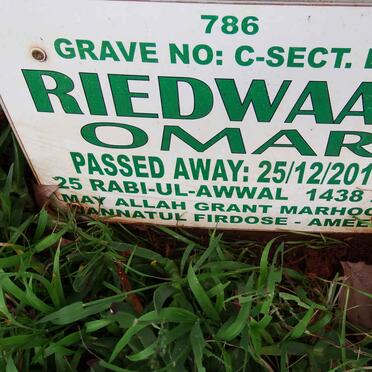 786
GRAVE NO: C-SECT.
RIEDWAA
OMAR
PASSED AWAY: 25/12/201
25 RABI-UL-AWWAL 1438
MAY ALLAH GRANT MARHOO
JANNATUL FIRDOSE - AMEE